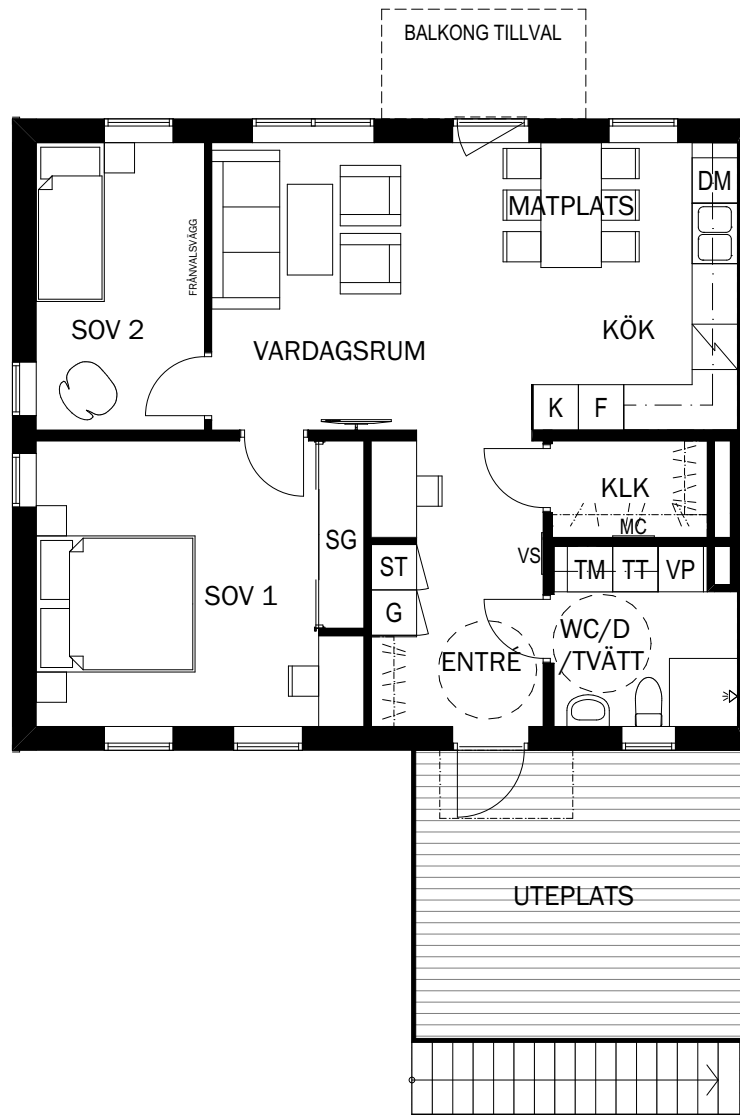 BALKONG TILLVAL
DM
MATPLATS
FRÅNVALSVÄGG
SOV 2
KÖK
VARDAGSRUM
K
F
KLK
SG
MC
VS
ST
TM
TT
VP
SOV 1
G
WC/D
/TVÄTT
ENTRÉ
UTEPLATS